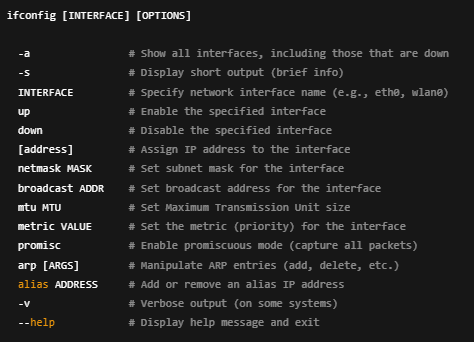 ifconfig [INTERFACE] [OPTIONS]
-a # Show all interfaces, including those that are down
-s # Display short output (brief info)
INTERFACE # Specify network interface name (e.g., eth0, wlan0)
up # Enable the specified interface
down # Disable the specified interface
[address] # Assign IP address to the interface
netmask MASK # Set subnet mask for the interface
broadcast ADDR # Set broadcast address for the interface
mtu MTU # Set Maximum Transmission Unit size
metric VALUE # Set the metric (priority) for the interface
promisc # Enable promiscuous mode (capture all packets)
arp [ARGS] # Manipulate ARP entries (add, delete, etc.)
alias ADDRESS # Add or remove an alias IP address
-v # Verbose output (on some systems)
--help # Display help message and exit